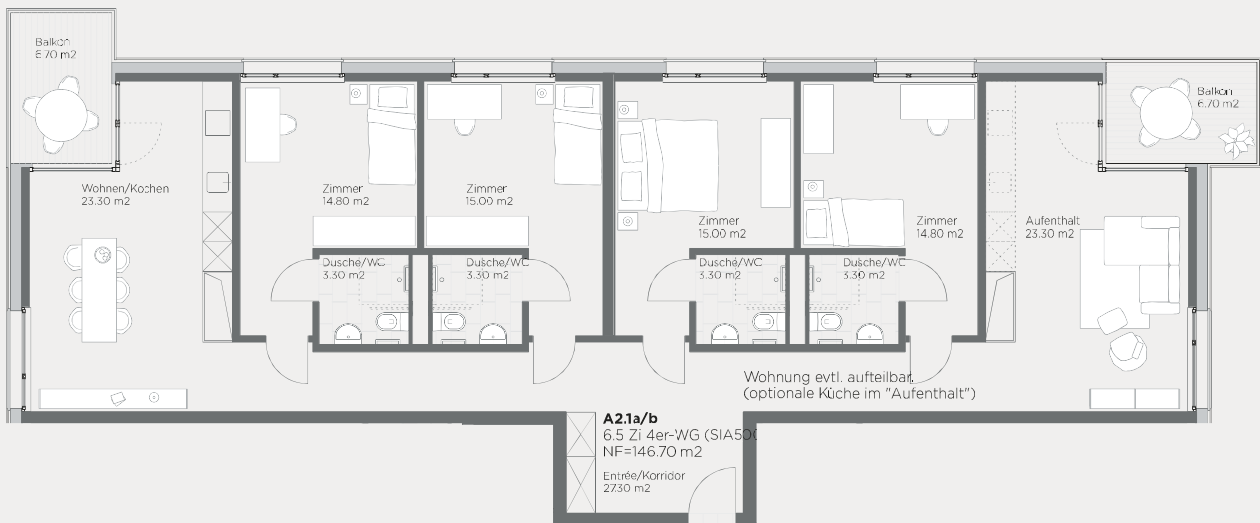 Balkon
6.70 m2
Balkon
6.70 m2
Wohnen/Kochen
23.30 m2
Zimmer
14.80 m2
Zimmer
15.00 m2
Zimmer
15.00 m2
Zimmer
14.80 m2
Aufenthalt
23.30 m2
Dusche/WC
3.30 m2
Dusche/WC
3.30 m2
Dusche/WC
3.30 m2
Dusche/WC
3.30 m2
Wohnung evtl. aufteilbar.
(optionale Küche im "Aufenthalt")
A2.1a/b
6.5 Zi 4er-WG (SIA500
NF=146.70 m2
Entrée/Korridor
27.30 m2